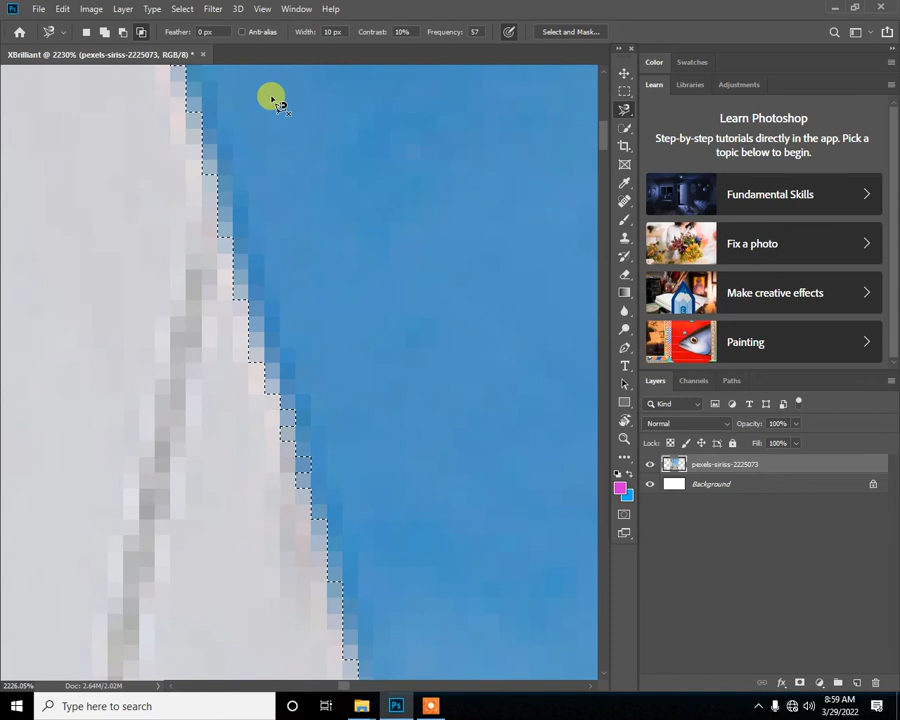 Ps File Edit Image Layer Type Select Filter 3D View Window Help
Feather: 0 px Anti-alias Width: 10 px Contrast: 10% Frequency: 57 Select and Mask...
XBrilliant @ 2230% (pexels-siriss-2225073, RGB/8) *
Color Swatches
Learn Libraries Adjustments
Learn Photoshop
Step-by-step tutorials directly in the app. Pick a
topic below to begin.
Fundamental Skills
Fix a photo
Make creative effects
Painting
Layers Channels Paths
Kind
Normal Opacity: 100%
Lock: Fill: 100%
pexels-siriss-2225073
Background
fx
2226.05% Doc: 2.64M/2.02M
Type here to search
Ps
8:59 AM
3/29/2022